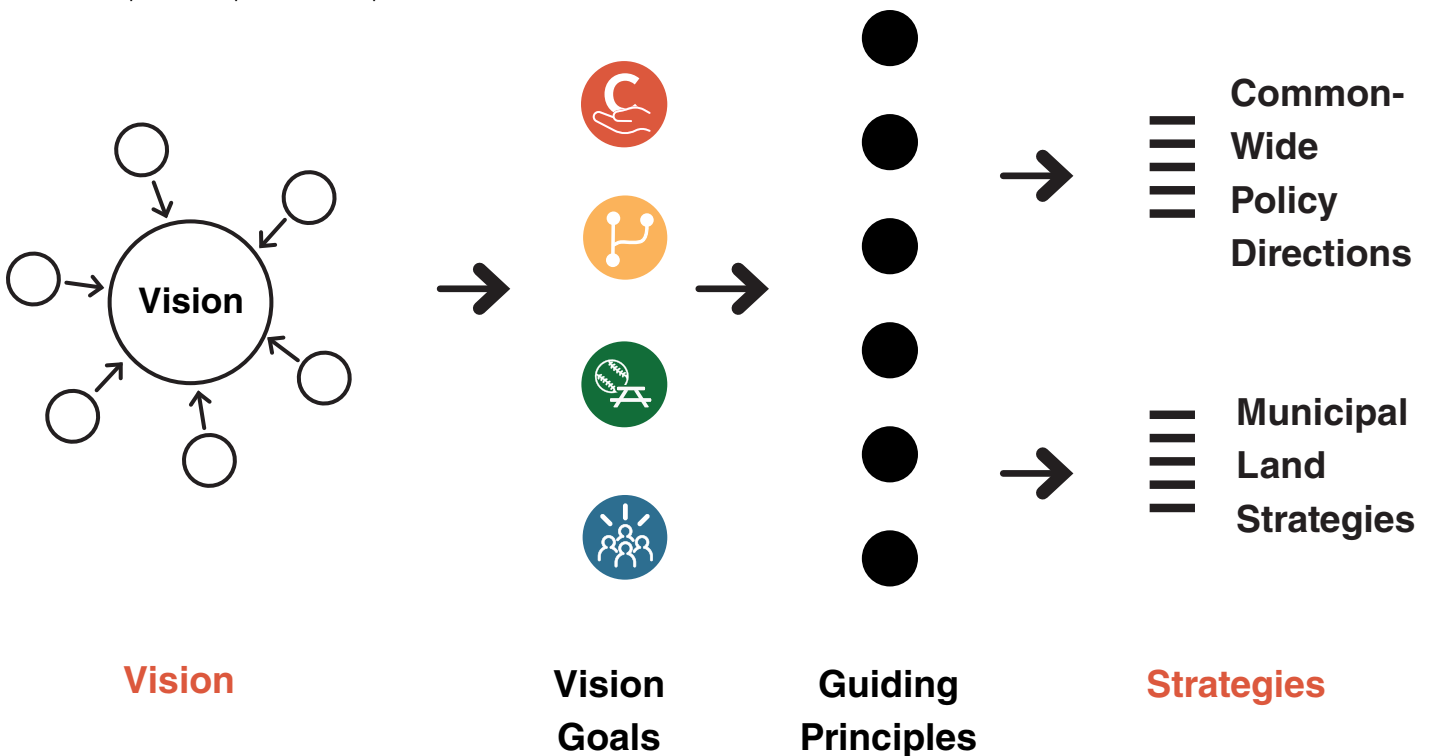 Vision
C
Common-
Wide
Policy
Directions
Municipal
Land
Strategies
Vision
Vision
Goals
Guiding
Principles
Strategies